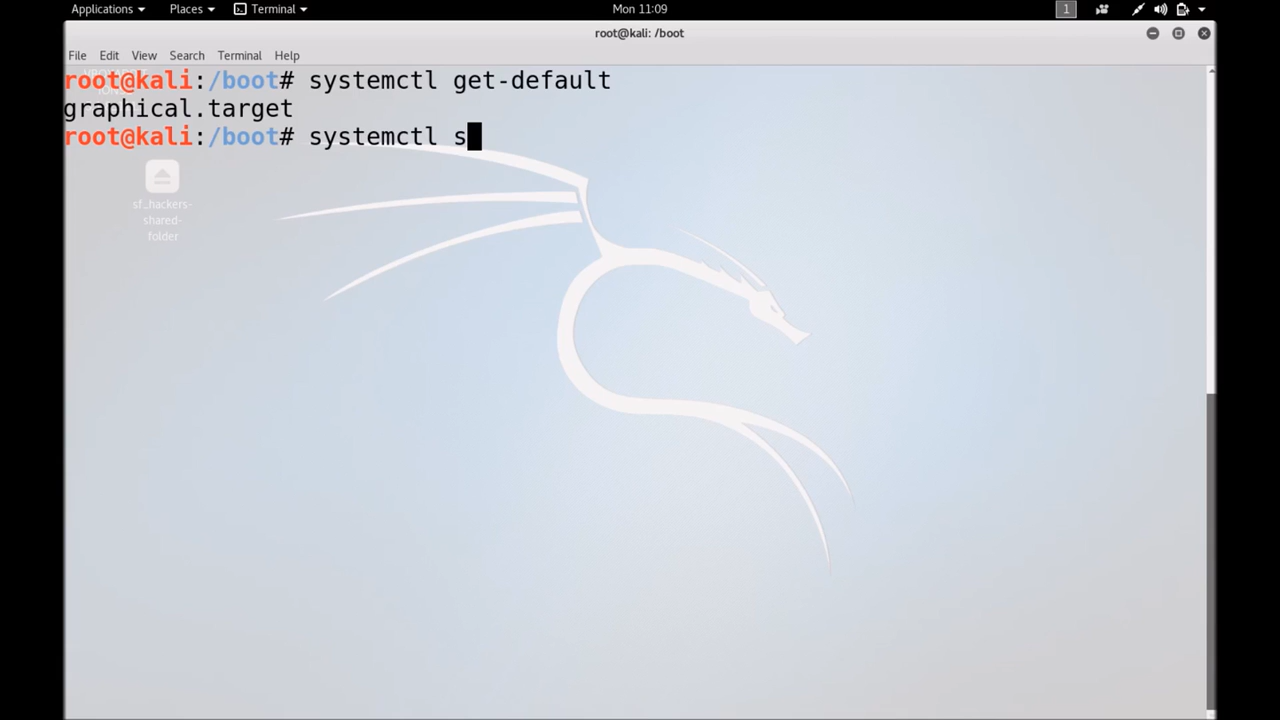 Applications Places Terminal Mon 11:09 1
root@kali: /boot
File Edit View Search Terminal Help
root@kali:/boot# systemctl get-default
graphical.target
root@kali:/boot# systemctl s
sf_hackers-
shared-
folder